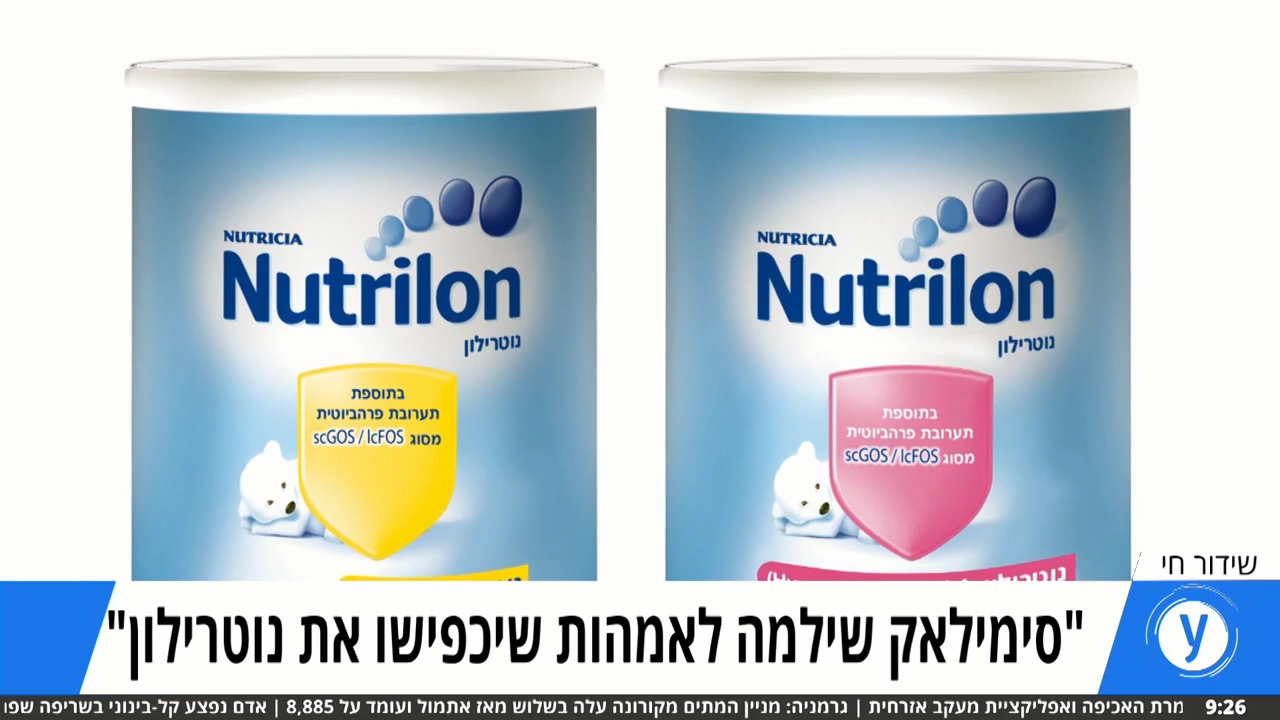 NUTRICIA
Nutrilon
נוטרילון
בתוספת
תערובת פרהביוטית
מסוג scGOS / lcFOS
NUTRICIA
Nutrilon
נוטרילון
בתוספת
תערובת פרהביוטית
מסוג scGOS / lcFOS
שידור חי
"סימילאק שילמה לאמהות שיכפישו את נוטרילון"
y
9:26
מרת האכיפה ואפליקציית מעקב אזרחית | גרמניה: מניין המתים מקורונה עלה בשלוש מאז אתמול ועומד על 8,885 | אדם נפצע קל-בינוני בשריפה שפו